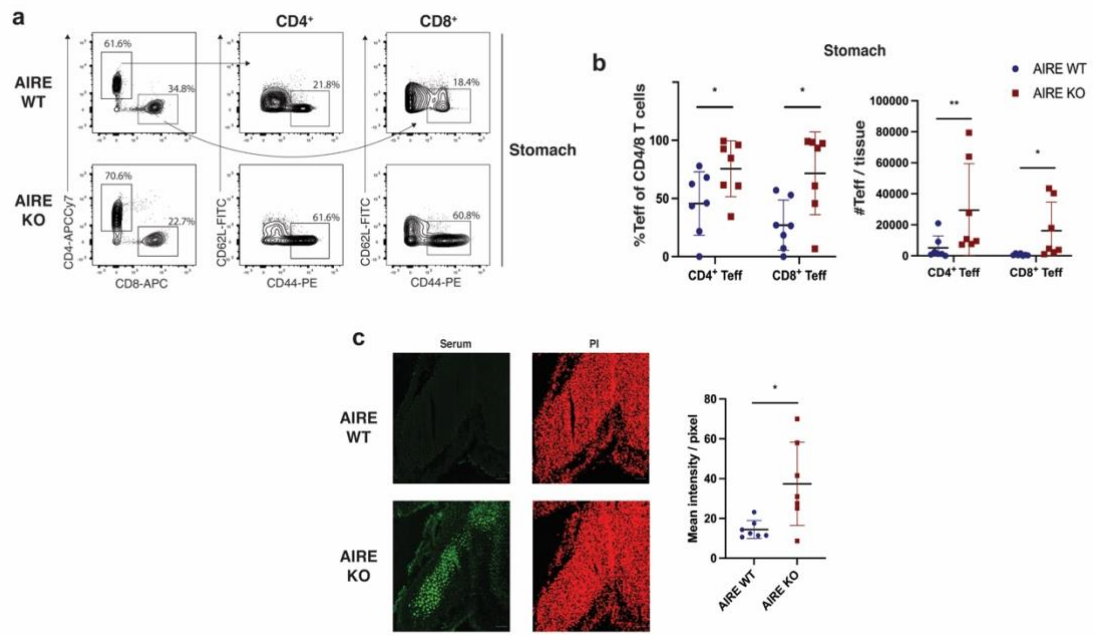 a
CD4⁺
CD8⁺
AIRE
WT
61.6%
34.8%
21.8%
18.4%
Stomach
AIRE
KO
70.6%
22.7%
61.6%
60.8%
CD4-APCCy7
CD62L-FITC
CD62L-FITC
CD8-APC
CD44-PE
CD44-PE
b
Stomach
AIRE WT
AIRE KO
%Teff of CD4/8 T cells
100
50
0
*
*
CD4⁺ Teff
CD8⁺ Teff
#Teff / tissue
100000
80000
60000
40000
20000
0
**
*
CD4⁺ Teff
CD8⁺ Teff
c
Serum
PI
AIRE
WT
AIRE
KO
Mean intensity / pixel
80
60
40
20
0
*
AIRE WT
AIRE KO